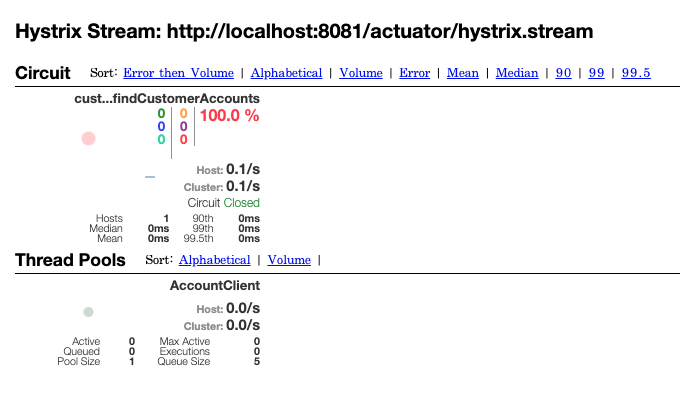 Hystrix Stream: http://localhost:8081/actuator/hystrix.stream
Circuit Sort: Error then Volume | Alphabetical | Volume | Error | Mean | Median | 90 | 99 | 99.5
cust...findCustomerAccounts
0 0 100.0 %
0 0
0 0
Host: 0.1/s
Cluster: 0.1/s
Circuit Closed
Hosts 1 90th 0ms
Median 0ms 99th 0ms
Mean 0ms 99.5th 0ms
Thread Pools Sort: Alphabetical | Volume |
AccountClient
Host: 0.0/s
Cluster: 0.0/s
Active 0 Max Active 0
Queued 0 Executions 0
Pool Size 1 Queue Size 5